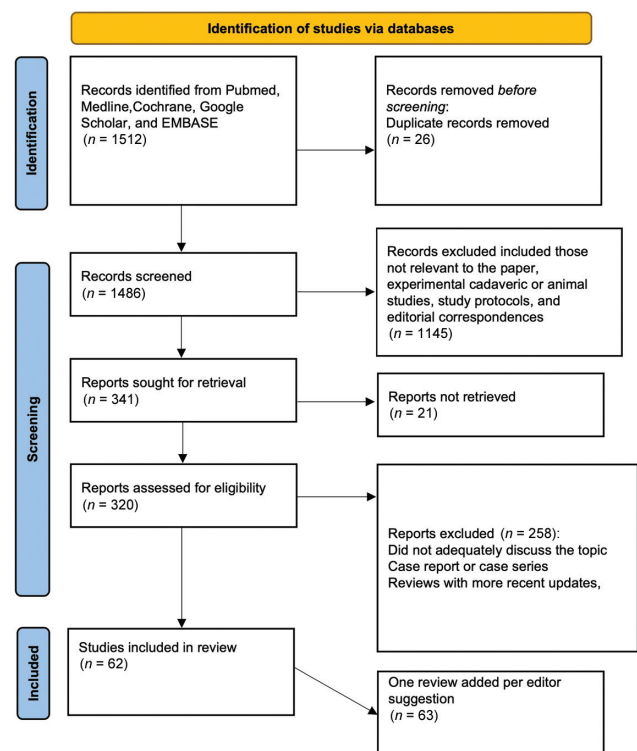 Identification of studies via databases
Identification
Records identified from Pubmed,
Medline,Cochrane, Google
Scholar, and EMBASE
(n = 1512)
Records removed before
screening:
Duplicate records removed
(n = 26)
Screening
Records screened
(n = 1486)
Records excluded included those
not relevant to the paper,
experimental cadaveric or animal
studies, study protocols, and
editorial correspondences
(n = 1145)
Reports sought for retrieval
(n = 341)
Reports not retrieved
(n = 21)
Reports assessed for eligibility
(n = 320)
Reports excluded (n = 258):
Did not adequately discuss the topic
Case report or case series
Reviews with more recent updates,
Included
Studies included in review
(n = 62)
One review added per editor
suggestion
(n = 63)